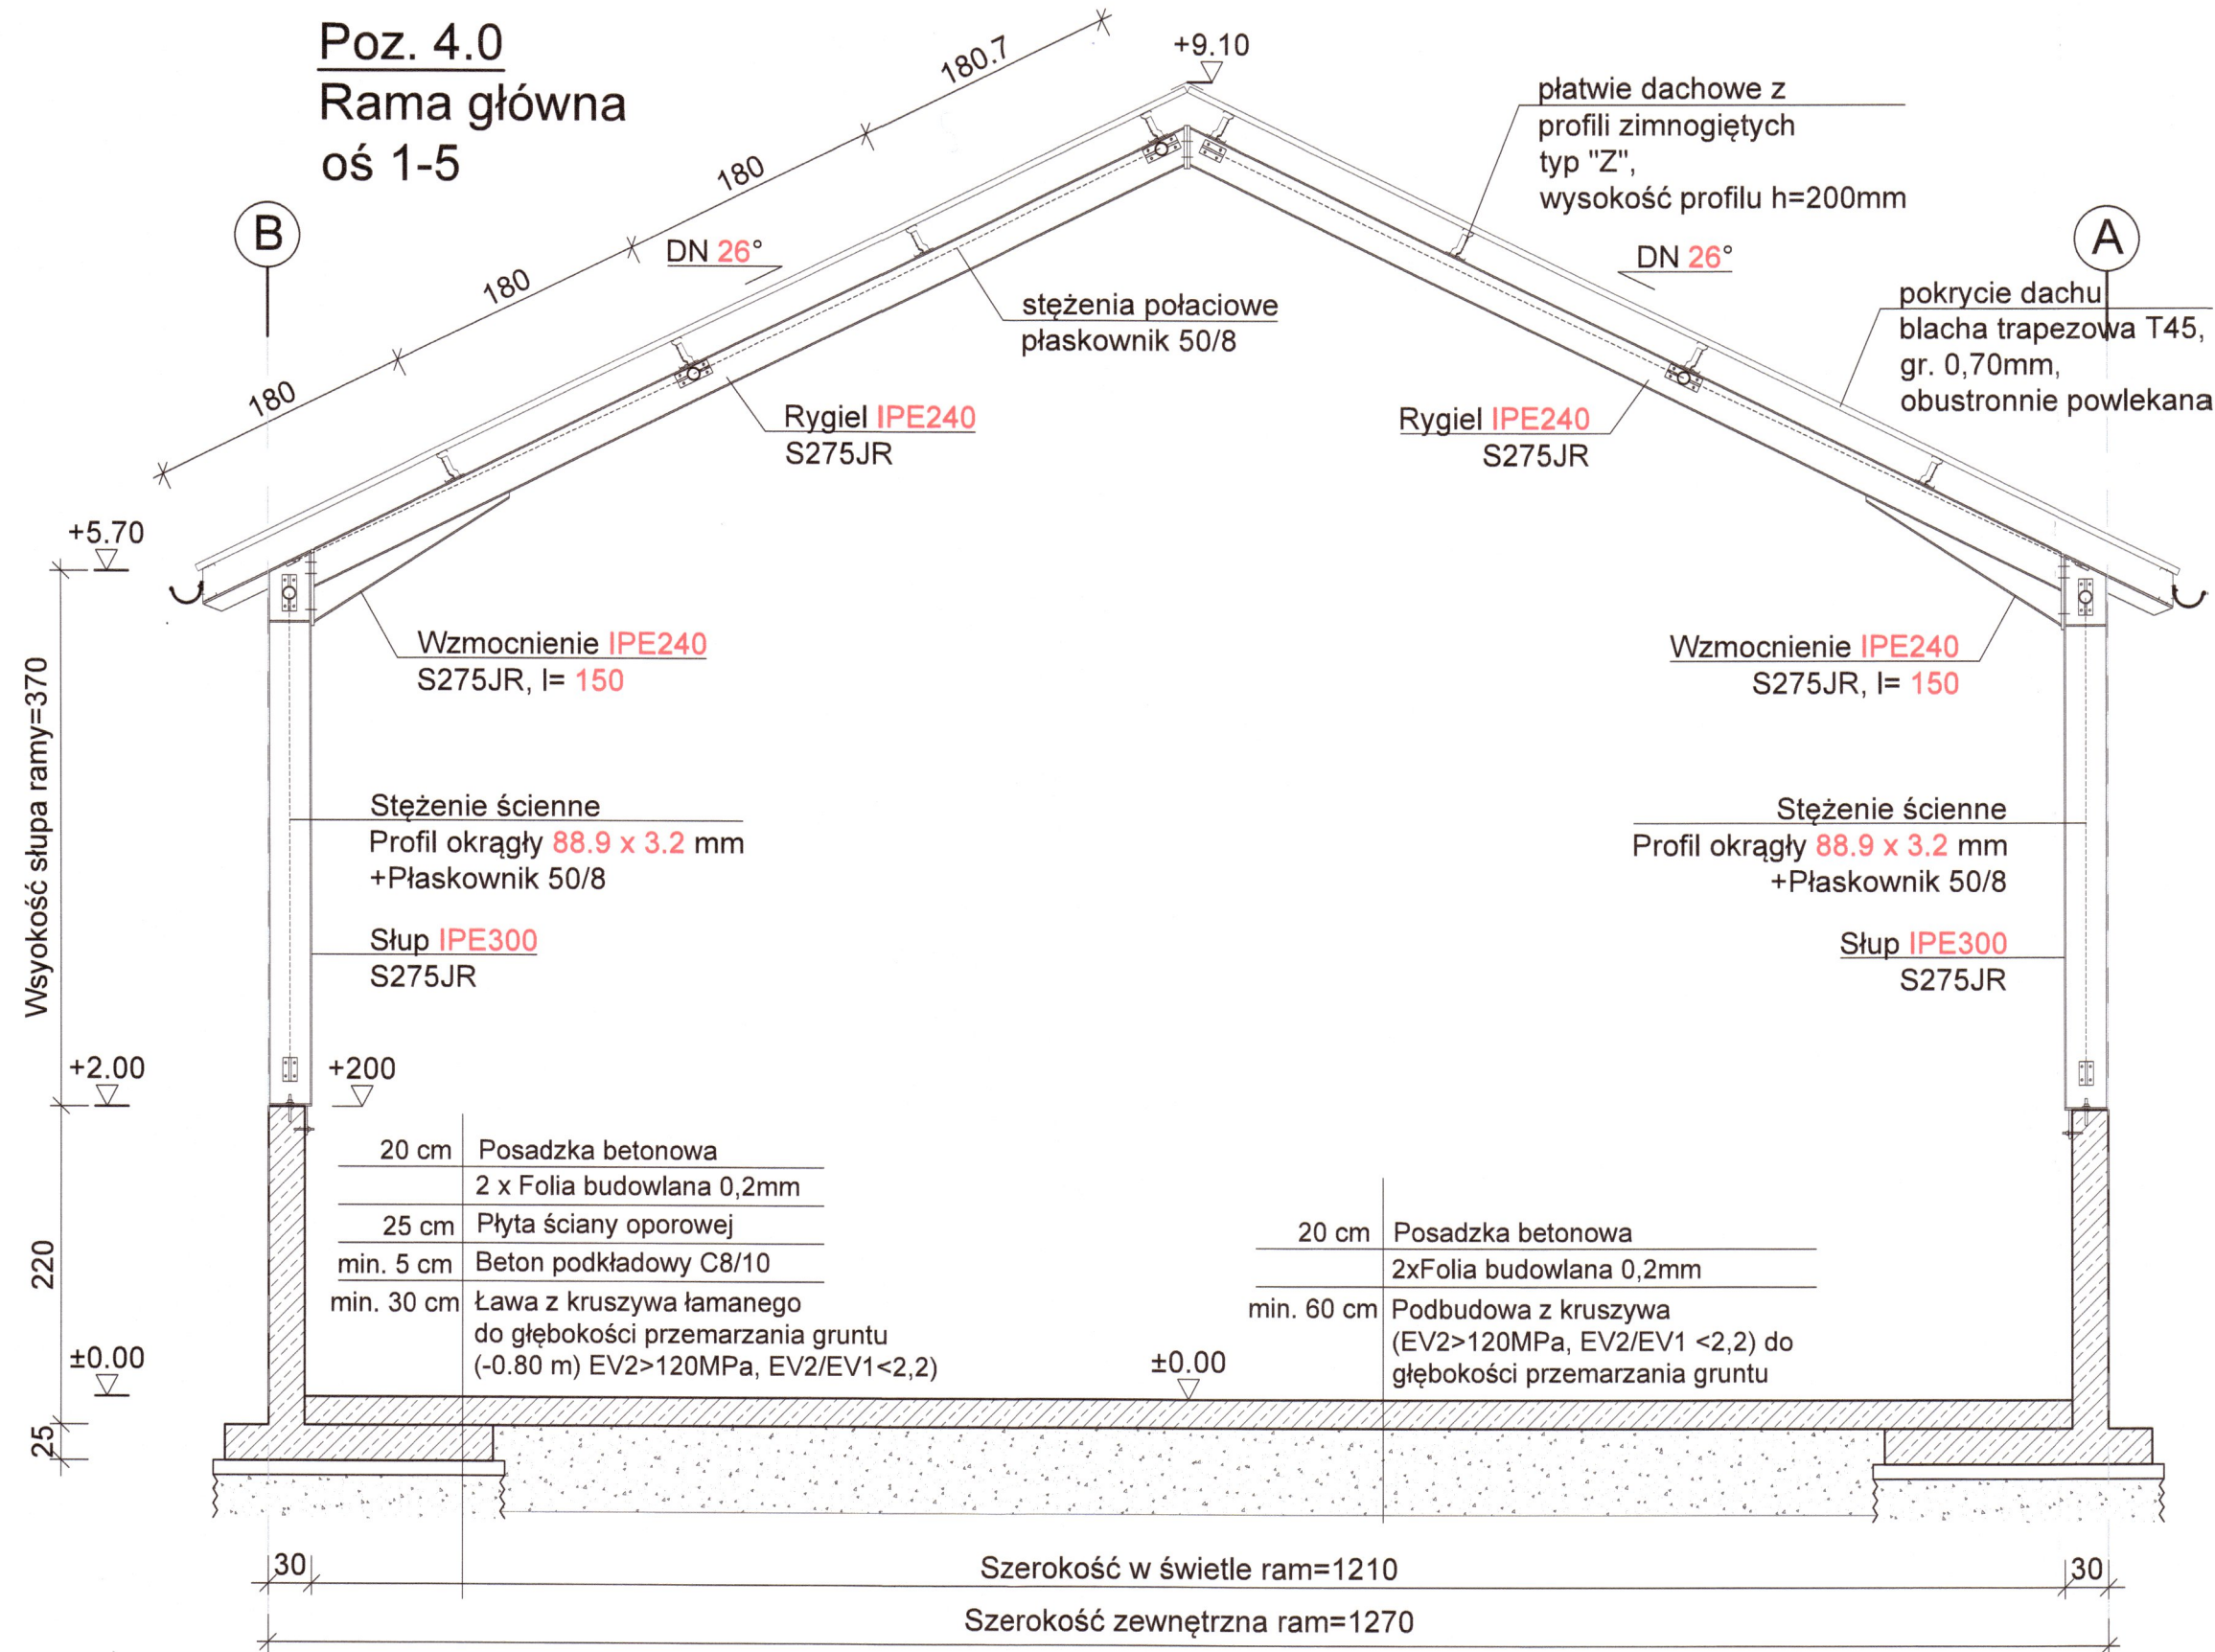 Poz. 4.0
Rama główna
oś 1-5
180.7
180
180
180
+9.10
płatwie dachowe z
profili zimnogiętych
typ "Z",
wysokość profilu h=200mm
B
A
DN 26°
DN 26°
stężenia połaciowe
płaskownik 50/8
pokrycie dachu
blacha trapezowa T45,
gr. 0,70mm,
obustronnie powlekana
Rygiel IPE240
S275JR
Rygiel IPE240
S275JR
+5.70
Wzmocnienie IPE240
S275JR, l= 150
Wzmocnienie IPE240
S275JR, l= 150
Wsyokość słupa ramy=370
Stężenie ścienne
Profil okrągły 88.9 x 3.2 mm
+Płaskownik 50/8
Stężenie ścienne
Profil okrągły 88.9 x 3.2 mm
+Płaskownik 50/8
Słup IPE300
S275JR
Słup IPE300
S275JR
+2.00
+200
20 cm Posadzka betonowa
2 x Folia budowlana 0,2mm
25 cm Płyta ściany oporowej
min. 5 cm Beton podkładowy C8/10
min. 30 cm Ława z kruszywa łamanego
do głębokości przemarzania gruntu
(-0.80 m) EV2>120MPa, EV2/EV1<2,2)
20 cm Posadzka betonowa
2xFolia budowlana 0,2mm
min. 60 cm Podbudowa z kruszywa
(EV2>120MPa, EV2/EV1 <2,2) do
głębokości przemarzania gruntu
220
±0.00
±0.00
25
30
Szerokość w świetle ram=1210
30
Szerokość zewnętrzna ram=1270